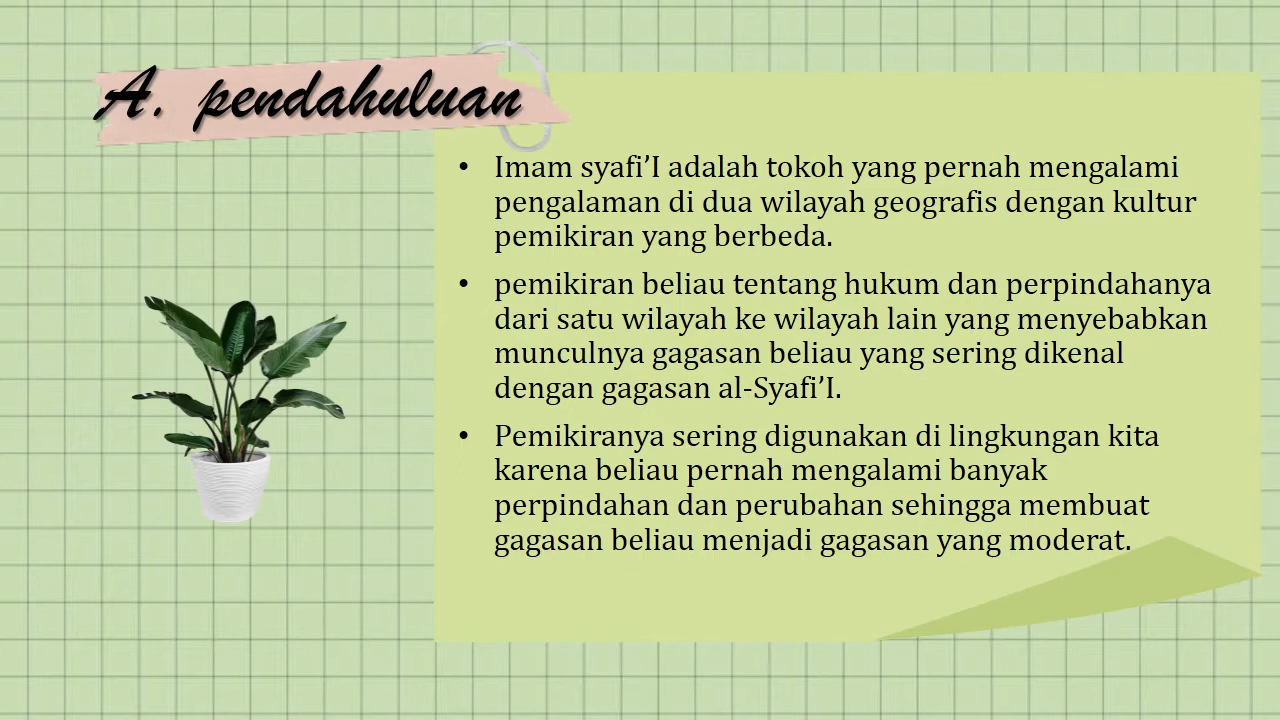 A. pendahuluan
• Imam syafi’I adalah tokoh yang pernah mengalami
pengalaman di dua wilayah geografis dengan kultur
pemikiran yang berbeda.
• pemikiran beliau tentang hukum dan perpindahanya
dari satu wilayah ke wilayah lain yang menyebabkan
munculnya gagasan beliau yang sering dikenal
dengan gagasan al-Syafi’I.
• Pemikiranya sering digunakan di lingkungan kita
karena beliau pernah mengalami banyak
perpindahan dan perubahan sehingga membuat
gagasan beliau menjadi gagasan yang moderat.